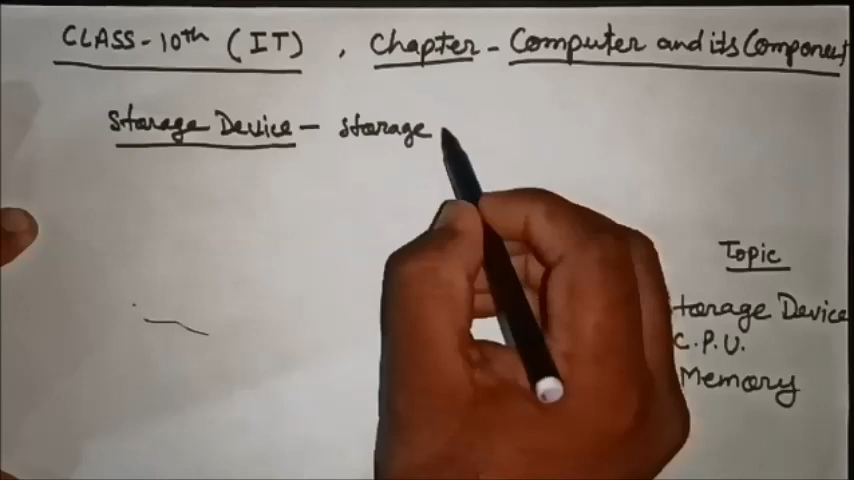 CLASS-10th (IT) , Chapter - Computer and its Component
Storage Device - Storage
Topic
torage Device
C.P.U.
Memory